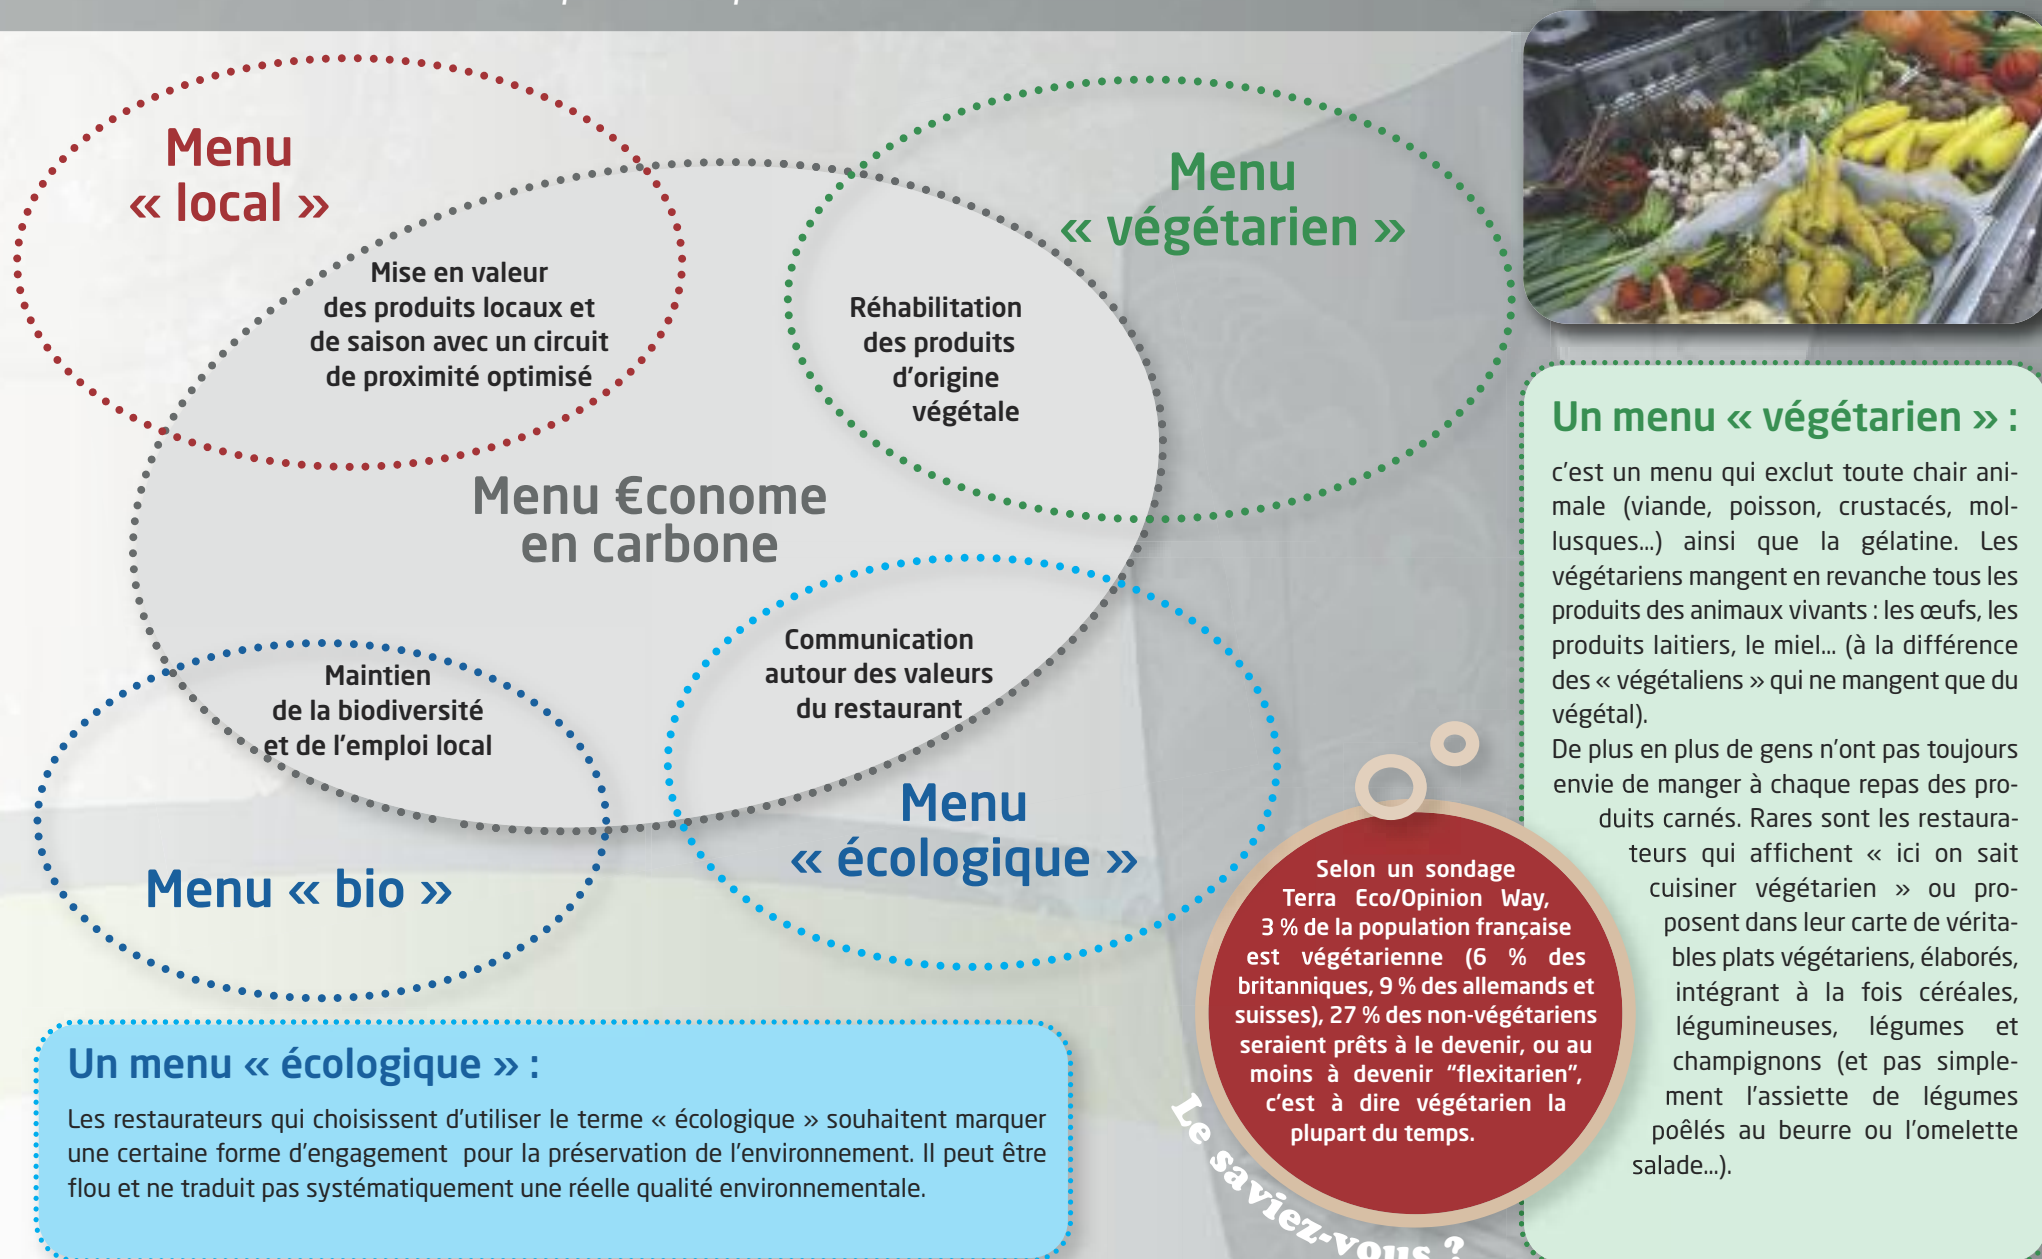 Menu
« local »
Mise en valeur
des produits locaux et
de saison avec un circuit
de proximité optimisé
Menu
« végétarien »
Réhabilitation
des produits
d'origine
végétale
Menu €conome
en carbone
Maintien
de la biodiversité
et de l'emploi local
Menu « bio »
Communication
autour des valeurs
du restaurant
Menu
« écologique »
Un menu « écologique » :
Les restaurateurs qui choisissent d'utiliser le terme « écologique » souhaitent marquer
une certaine forme d'engagement pour la préservation de l'environnement. Il peut être
flou et ne traduit pas systématiquement une réelle qualité environnementale.
Selon un sondage
Terra Eco/Opinion Way,
3 % de la population française
est végétarienne (6 % des
britanniques, 9 % des allemands et
suisses), 27 % des non-végétariens
seraient prêts à le devenir, ou au
moins à devenir “flexitarien”,
c'est à dire végétarien la
plupart du temps.
Le saviez-vous ?
Un menu « végétarien » :
c'est un menu qui exclut toute chair ani-
male (viande, poisson, crustacés, mol-
lusques...) ainsi que la gélatine. Les
végétariens mangent en revanche tous les
produits des animaux vivants : les œufs, les
produits laitiers, le miel... (à la différence
des « végétaliens » qui ne mangent que du
végétal).
De plus en plus de gens n'ont pas toujours
envie de manger à chaque repas des pro-
duits carnés. Rares sont les restaura-
teurs qui affichent « ici on sait
cuisiner végétarien » ou pro-
posent dans leur carte de vérita-
bles plats végétariens, élaborés,
intégrant à la fois céréales,
légumineuses, légumes et
champignons (et pas simple-
ment l'assiette de légumes
poêlés au beurre ou l'omelette
salade...).